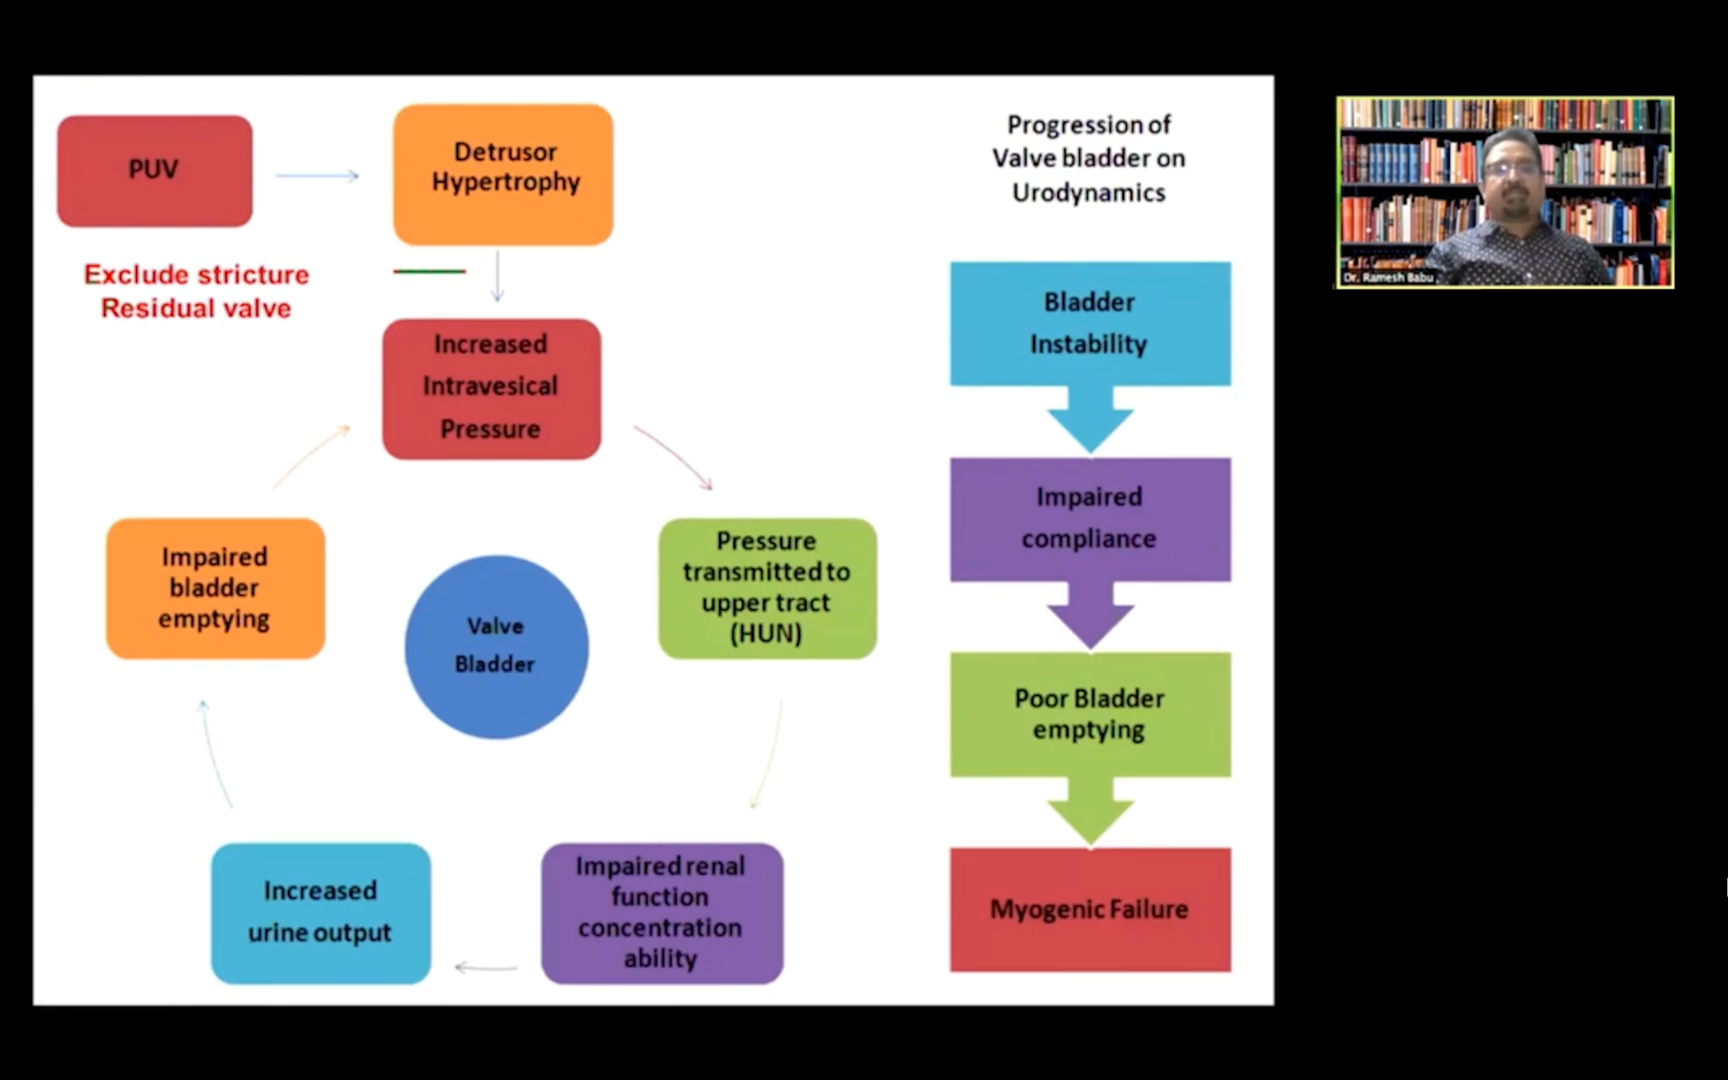 PUV
Detrusor
Hypertrophy
Exclude stricture
Residual valve
Increased
Intravesical
Pressure
Pressure
transmitted to
upper tract
(HUN)
Impaired renal
function
concentration
ability
Increased
urine output
Impaired
bladder
emptying
Valve
Bladder
Progression of
Valve bladder on
Urodynamics
Bladder
Instability
Impaired
compliance
Poor Bladder
emptying
Myogenic Failure
Dr. Ramesh Babu